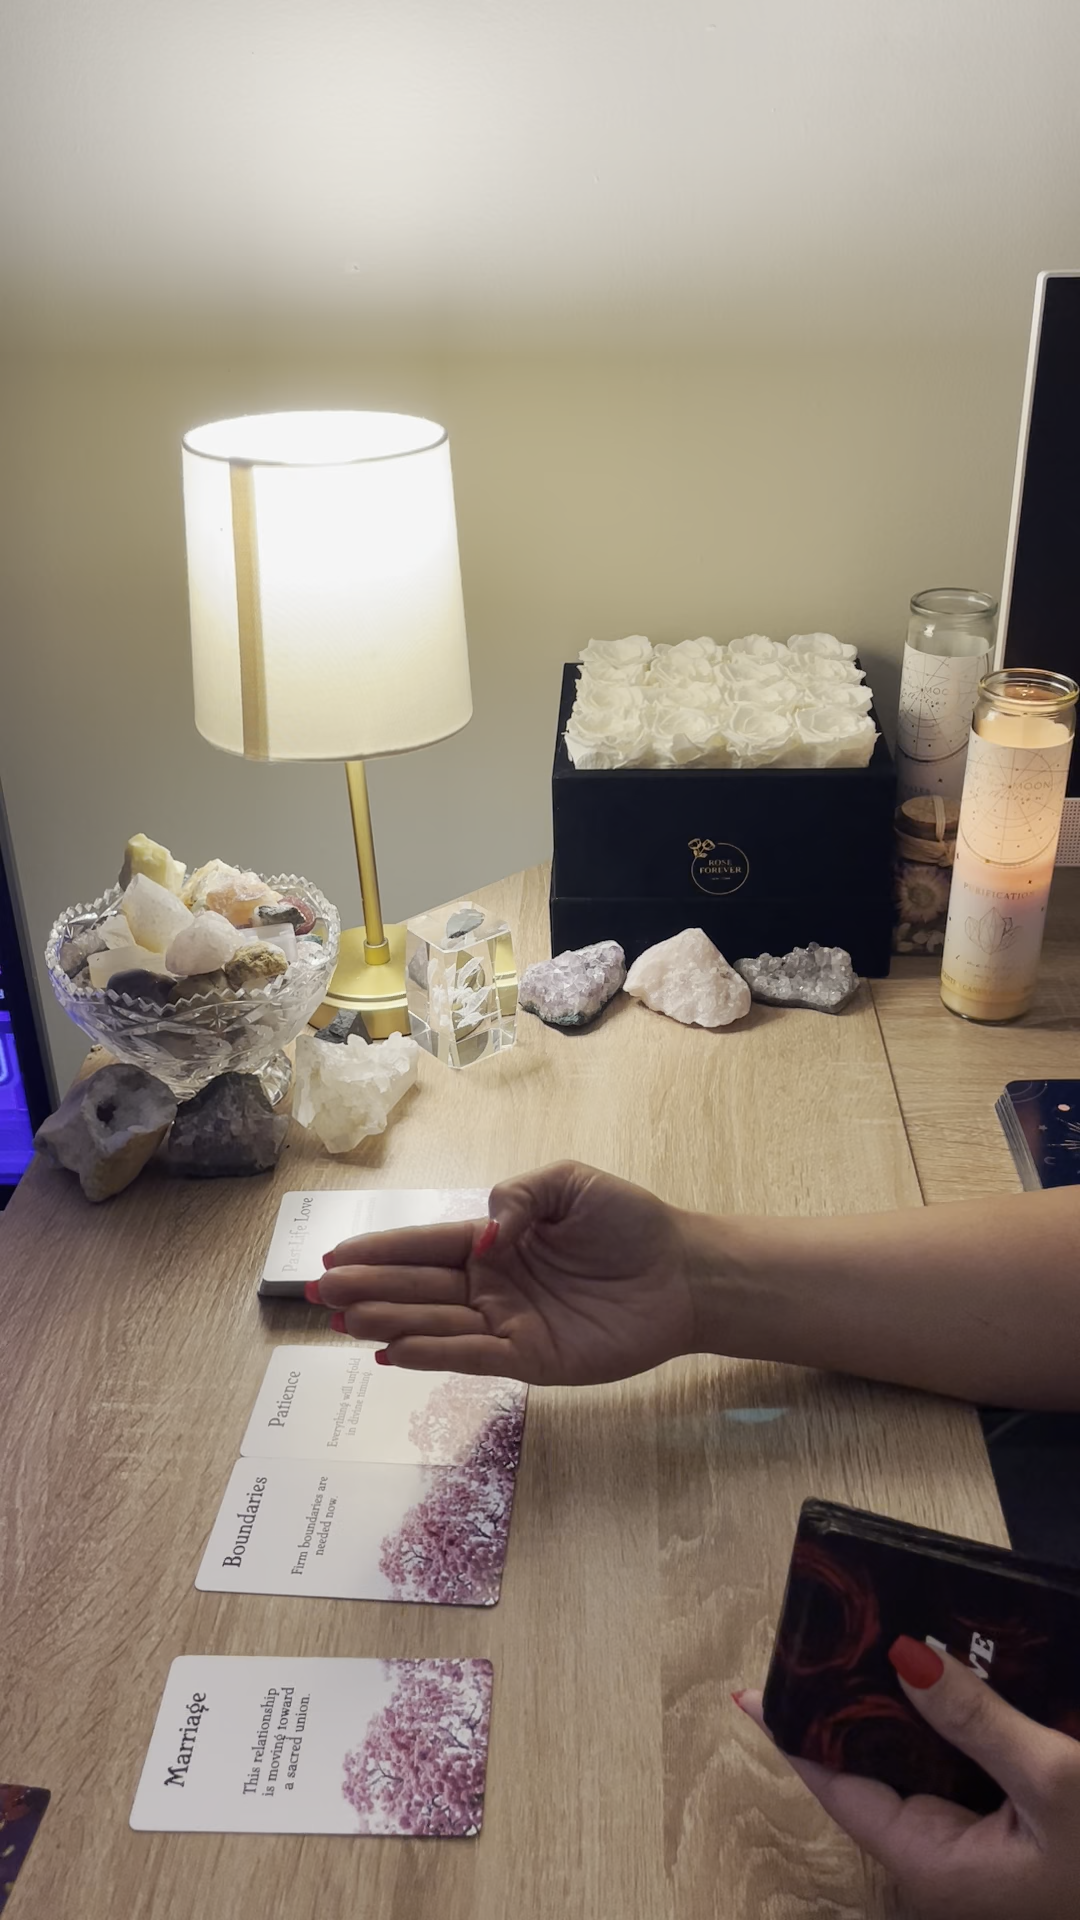 ROSE
FOREVER
MOON
PURIFICATION
Past-Life Love
Patience
Everything will unfold
in divine timing.
Boundaries
Firm boundaries are
needed now.
Marriage
This relationship
is moving toward
a sacred union.